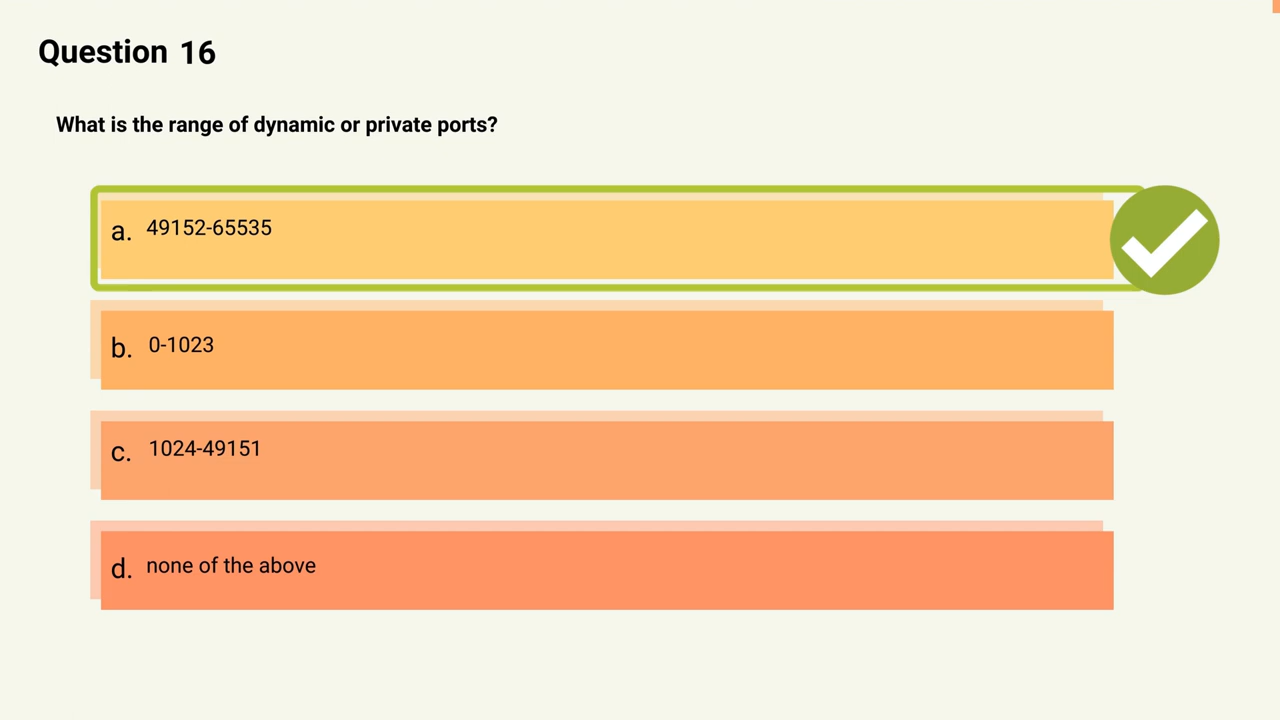 Question 16
What is the range of dynamic or private ports?
a. 49152-65535
b. 0-1023
c. 1024-49151
d. none of the above